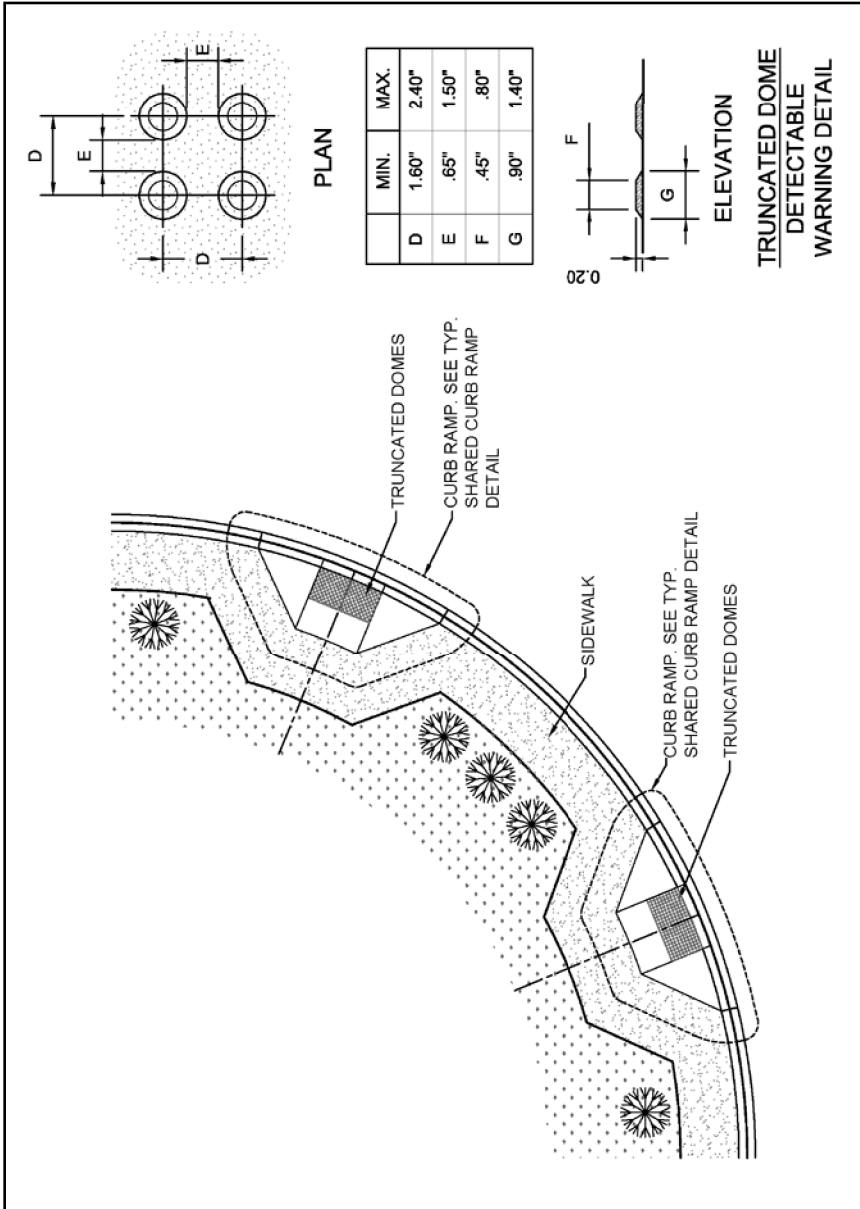 D
E
D
E
PLAN
MIN. MAX.
D 1.60" 2.40"
E .65" 1.50"
F .45" .80"
G .90" 1.40"
F
G
0.20
ELEVATION
TRUNCATED DOME
DETECTABLE
WARNING DETAIL
TRUNCATED DOMES
CURB RAMP. SEE TYP.
SHARED CURB RAMP
DETAIL
SIDEWALK
CURB RAMP. SEE TYP.
SHARED CURB RAMP DETAIL
TRUNCATED DOMES